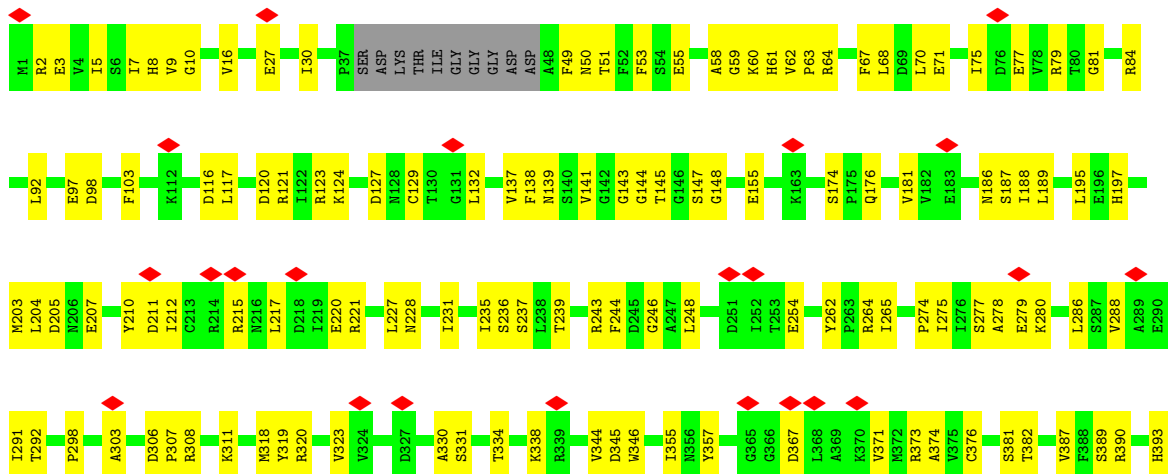 M1 R2 E3 V4 I5 S6 I7 H8 V9 G10 V16 E27 I30 P37 SER ASP LYS THR ILE GLY GLY GLY ASP ASP A48 F49 N50 T51 F52 F53 S54 E55 A58 G59 K60 H61 V62 P63 R64 F67 L68 D69 L70 E71 I75 D76 E77 V78 R79 T80 G81 R84
L92 E97 D98 F103 K112 D116 L117 D120 R121 I122 R123 K124 D127 N128 C129 T130 G131 L132 V137 F138 N139 S140 V141 G142 G143 G144 T145 G146 S147 G148 E155 K163 S174 P175 Q176 V181 V182 E183 N186 S187 I188 L189 L195 E196 H197
M203 L204 D205 N206 E207 Y210 D211 I212 C213 R214 R215 N216 L217 D218 I219 E220 R221 L227 N228 I231 I235 S236 S237 L238 T239 R243 F244 D245 G246 A247 L248 D251 I252 T253 E254 Y262 P263 R264 I265 P274 I275 I276 S277 A278 E279 K280 L286 S287 V288 A289 E290
I291 T292 P298 A303 D306 P307 R308 K311 M318 Y319 R320 V323 V324 D327 A330 S331 T334 K338 R339 V344 D345 W346 I355 N356 Y357 G365 G366 D367 L368 A369 K370 V371 M372 R373 A374 V375 C376 S381 T382 V387 F388 S389 R390 H393